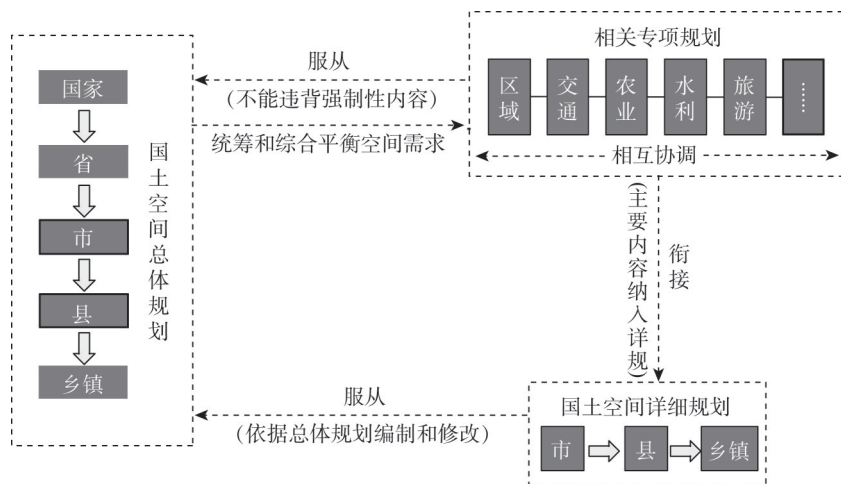 国家
省
市
县
乡镇
国土空间总体规划
服从
(不能违背强制性内容)
统筹和综合平衡空间需求
相关专项规划
区域
交通
农业
水利
旅游
……
相互协调
(主要内容纳入详规)
衔接
服从
(依据总体规划编制和修改)
国土空间详细规划
市
县
乡镇